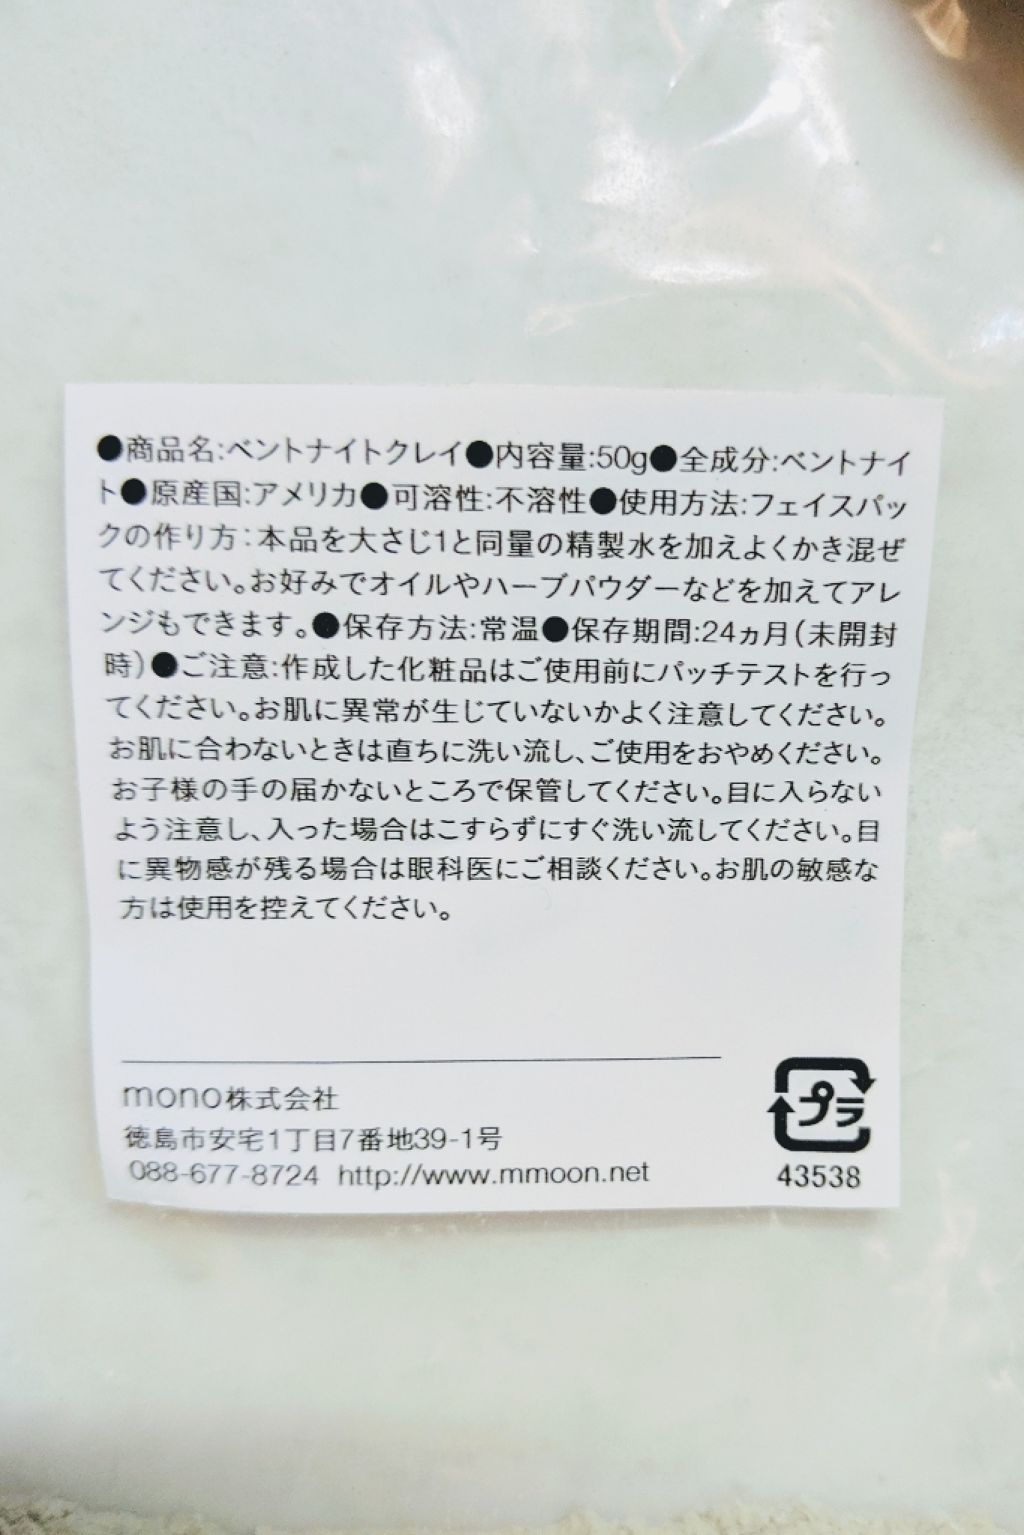 ●商品名:ベントナイトクレイ●内容量:50g●全成分:ベントナイ
ト●原産国:アメリカ●可溶性:不溶性●使用方法:フェイスパッ
クの作り方:本品を大さじ1と同量の精製水を加えよくかき混ぜ
てください。お好みでオイルやハーブパウダーなどを加えてアレ
ンジもできます。●保存方法:常温●保存期間:24ヵ月(未開封
時)●ご注意:作成した化粧品はご使用前にパッチテストを行っ
てください。お肌に異常が生じていないかよく注意してください。
お肌に合わないときは直ちに洗い流し、ご使用をおやめください。
お子様の手の届かないところで保管してください。目に入らない
よう注意し、入った場合はこすらずにすぐ洗い流してください。目
に異物感が残る場合は眼科医にご相談ください。お肌の敏感な
方は使用を控えてください。
mono株式会社
徳島市安宅1丁目7番地39-1号
088-677-8724 http://www.mmoon.net
プラ
43538